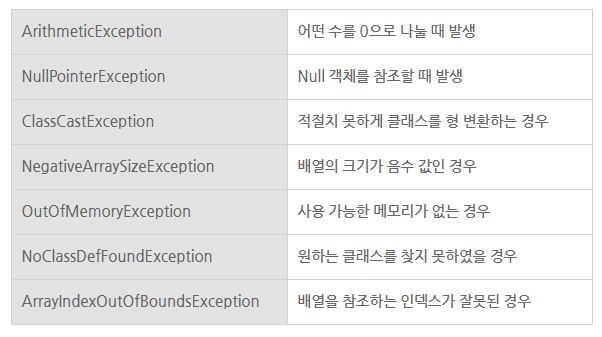 ArithmeticException 어떤 수를 0으로 나눌 때 발생
NullPointerException Null 객체를 참조할 때 발생
ClassCastException 적절치 못하게 클래스를 형 변환하는 경우
NegativeArraySizeException 배열의 크기가 음수 값인 경우
OutOfMemoryException 사용 가능한 메모리가 없는 경우
NoClassDefFoundException 원하는 클래스를 찾지 못하였을 경우
ArrayIndexOutOfBoundsException 배열을 참조하는 인덱스가 잘못된 경우